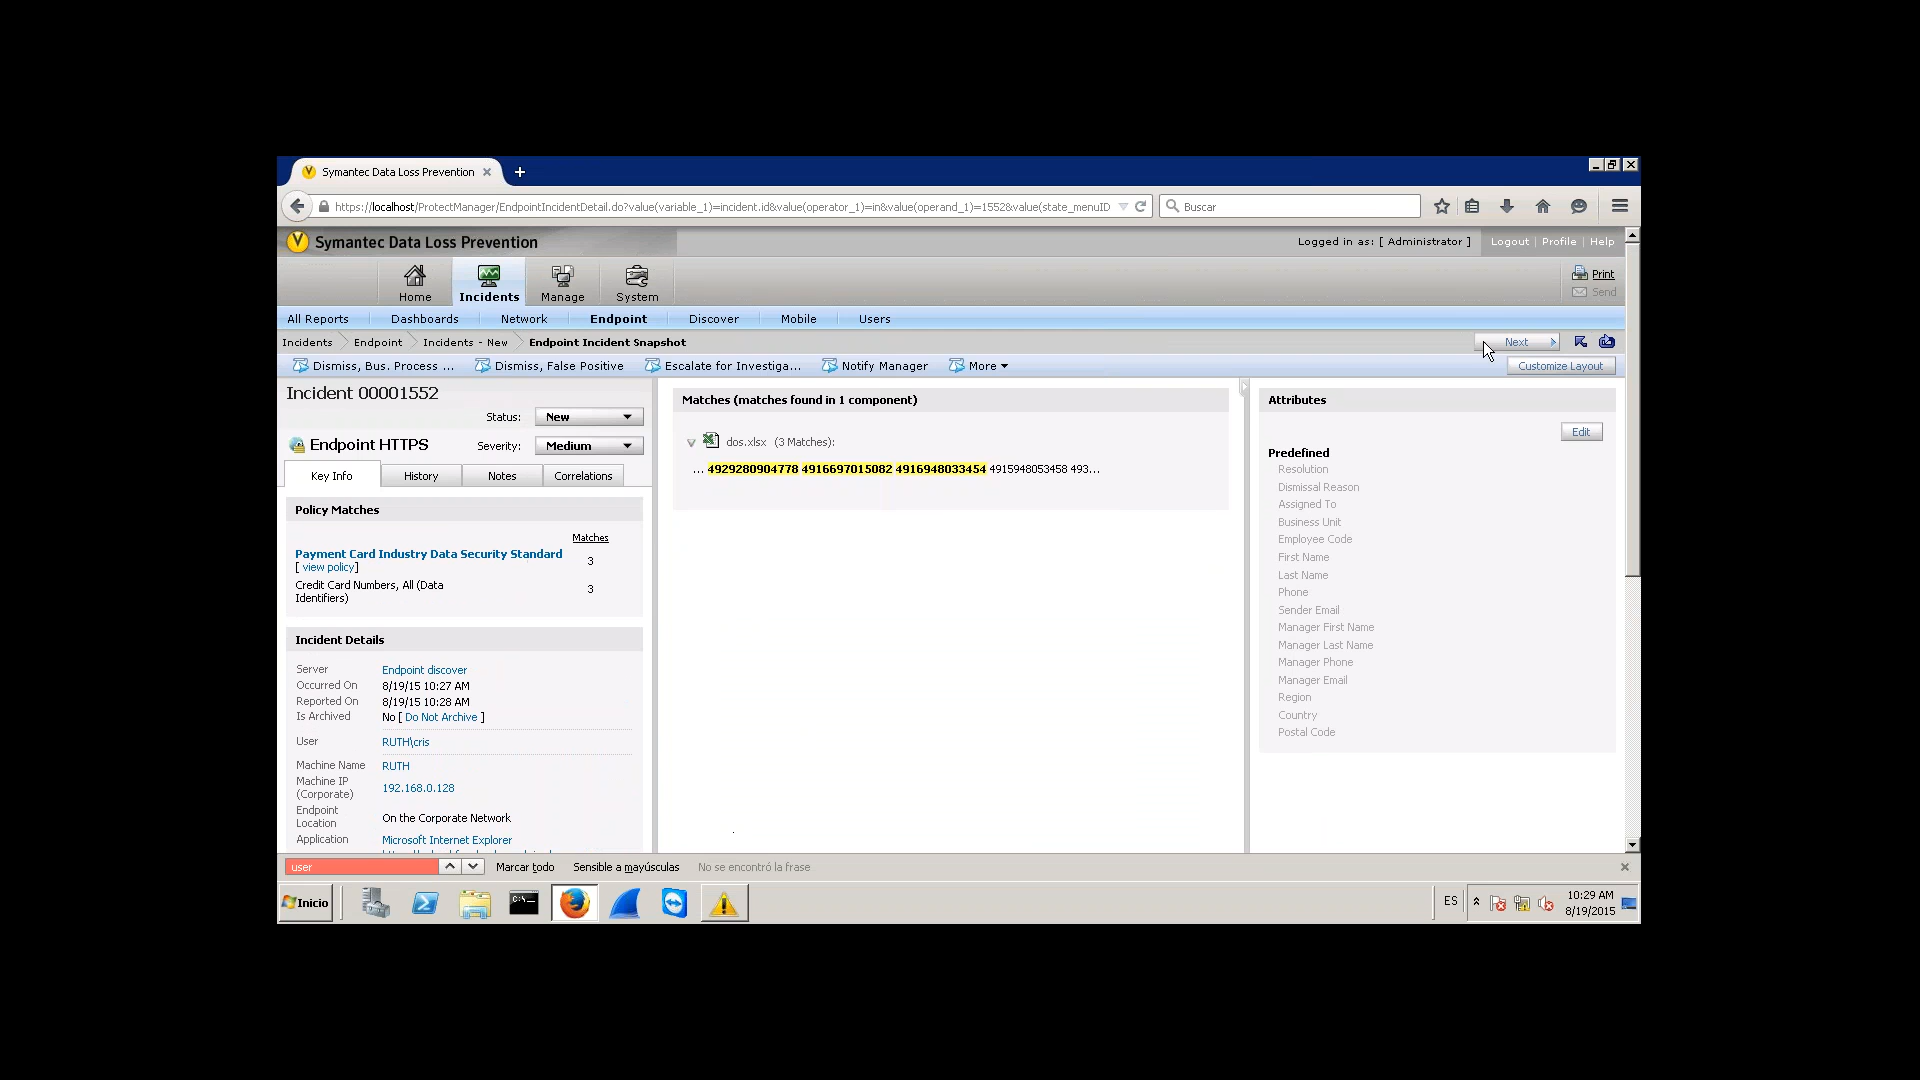 Symantec Data Loss Prevention
https://localhost/ProtectManager/EndpointIncidentDetail.do?value(variable_1)=incident.id&value(operator_1)=in&value(operand_1)=1552&value(state_menuID
Buscar
Symantec Data Loss Prevention
Logged in as: [ Administrator ]
Logout | Profile | Help
Home
Incidents
Manage
System
Print
Send
All Reports
Dashboards
Network
Endpoint
Discover
Mobile
Users
Incidents
Endpoint
Incidents - New
Endpoint Incident Snapshot
Next
Dismiss, Bus. Process ...
Dismiss, False Positive
Escalate for Investiga...
Notify Manager
More
Customize Layout
Incident 00001552
Status: New
Endpoint HTTPS
Severity: Medium
Key Info
History
Notes
Correlations
Policy Matches
Matches
Payment Card Industry Data Security Standard
[ view policy]
3
Credit Card Numbers, All (Data
Identifiers)
3
Incident Details
Server Endpoint discover
Occurred On 8/19/15 10:27 AM
Reported On 8/19/15 10:28 AM
Is Archived No [ Do Not Archive ]
User RUTH\cris
Machine Name RUTH
Machine IP
(Corporate)
192.168.0.128
Endpoint
Location
On the Corporate Network
Application Microsoft Internet Explorer
Matches (matches found in 1 component)
dos.xlsx (3 Matches):
... 4929280904778 4916697015082 4916948033454 4915948053458 493...
Attributes
Edit
Predefined
Resolution
Dismissal Reason
Assigned To
Business Unit
Employee Code
First Name
Last Name
Phone
Sender Email
Manager First Name
Manager Last Name
Manager Phone
Manager Email
Region
Country
Postal Code
user
Marcar todo
Sensible a mayúsculas
No se encontró la frase
Inicio
C:\
ES
10:29 AM
8/19/2015